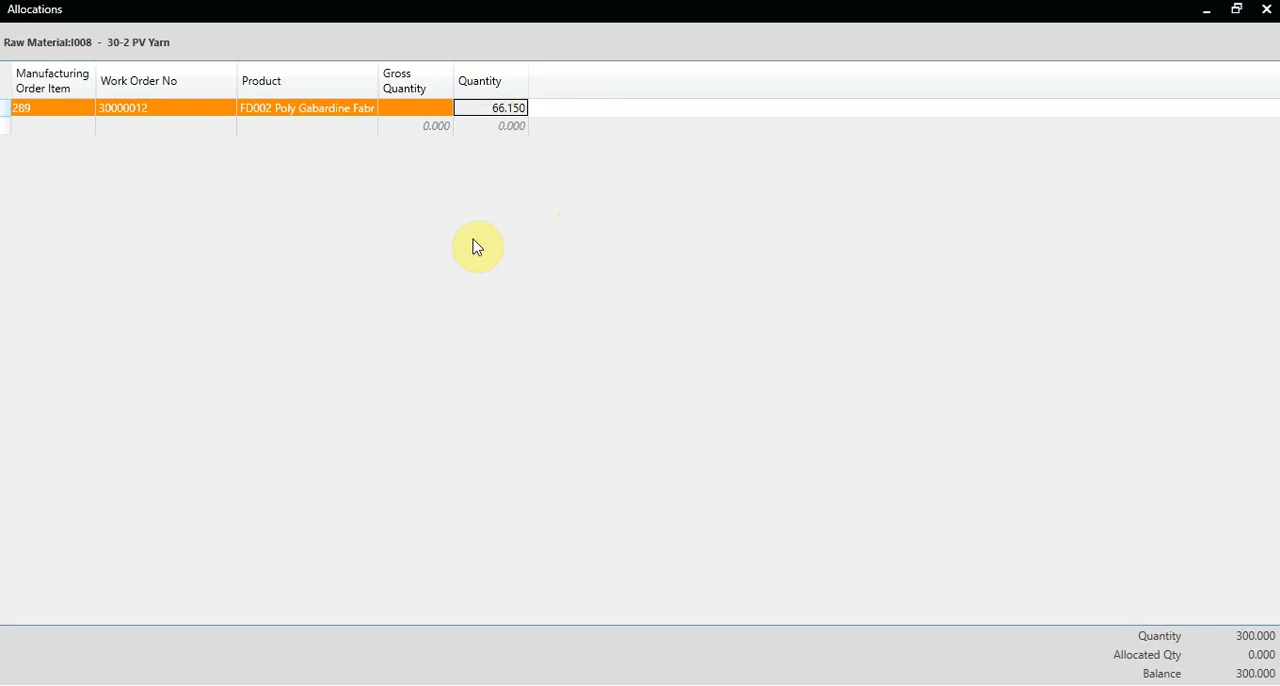 Allocations
Raw Material:I008 - 30-2 PV Yarn
Manufacturing Order Item Work Order No Product Gross Quantity Quantity
289 30000012 FD002 Poly Gabardine Fabr 66.150
0.000 0.000
Quantity 300.000
Allocated Qty 0.000
Balance 300.000